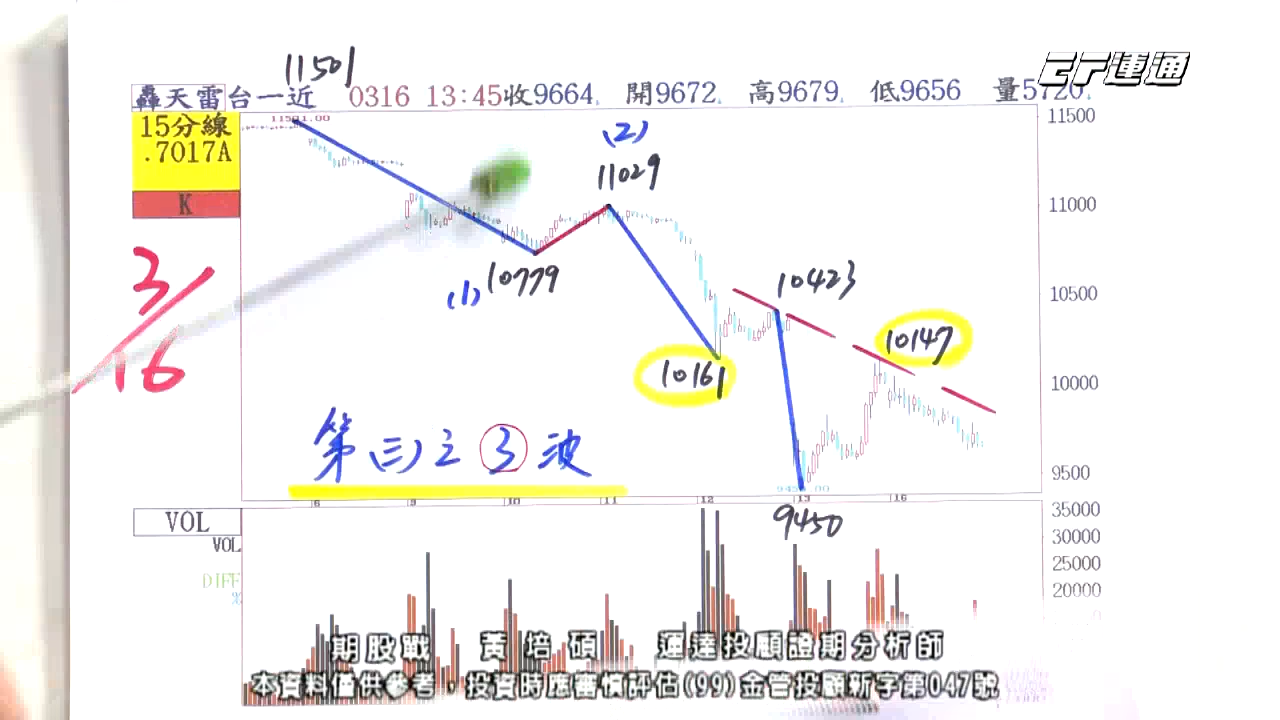 11501
ET運通
轟天雷台一近 0316 13:45收9664. 開9672. 高9679. 低9656 量5720.
15分線
.7017A
K
11501.00
11500
(2)
11029
11000
3/16
(1) 10779
10423
10500
10147
10161
10000
第(三)之3波
9500
9450.00
6 9 10 11 12 13 16
9450
VOL
VOL
DIFF
%
35000
30000
25000
20000
期股戰 黃培碩 運達投顧證期分析師
本資料僅供參考，投資時應審慎評估(99)金管投顧新字第047號